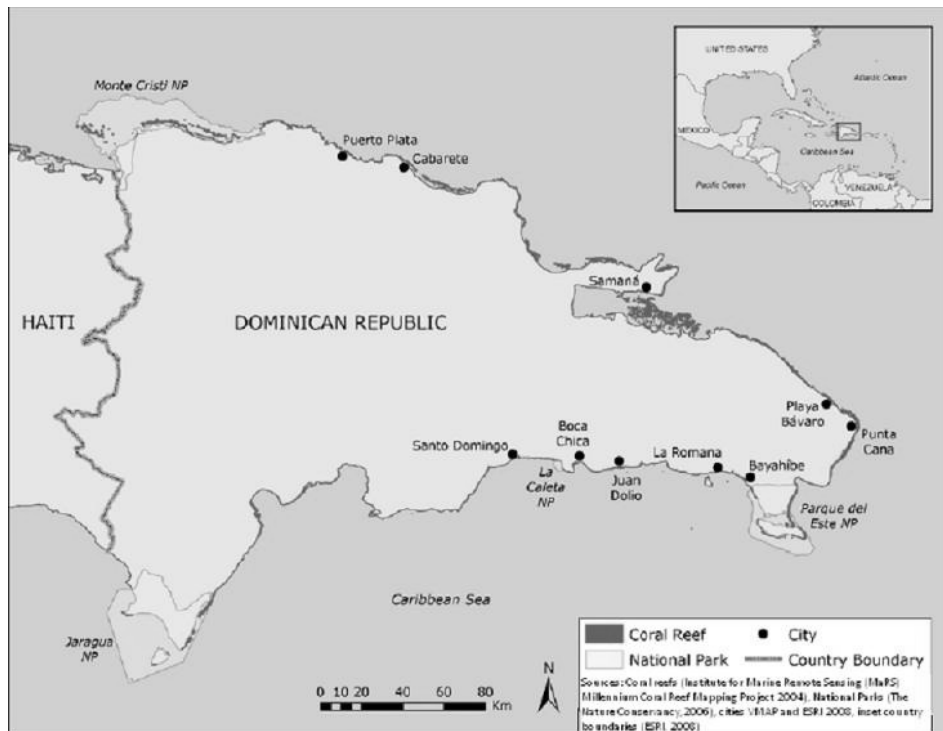 Monte Cristi NP
Puerto Plata
Cabarete
UNITED
STATES
Atlantic Ocean
MEXICO
Caribbean Sea
Pacific Ocean
VENEZUELA
COLOMBIA
Samaná
HAITI
DOMINICAN REPUBLIC
Playa
Bávaro
Punta
Cana
Santo Domingo
Boca
Chica
La
Caleta
NP
Juan
Dolio
La Romana
Bayahíbe
Parque del
Este NP
Caribbean Sea
Jaragua
NP
N
0 10 20 40 60 80
Km
Coral Reef
City
National Park
Country Boundary
Sources: Coral reefs (Institute for Marine Remote Sensing (MaRS)
Millennium Coral Reef Mapping Project 2004), National Parks (The
Nature Conservancy, 2006), cities VMAP and ESRI 2008, inset country
boundaries (ESRI, 2008)